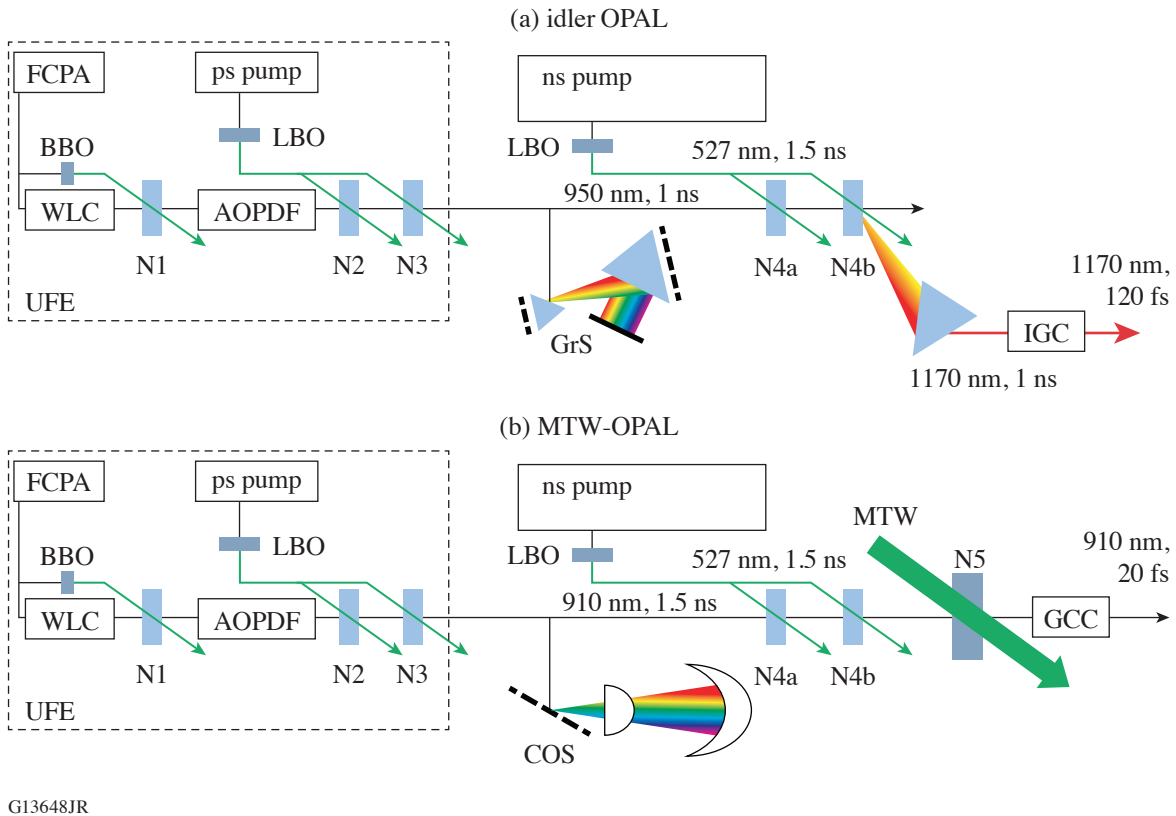 (a) idler OPAL
FCPA
ps pump
ns pump
BBO
LBO
LBO
527 nm, 1.5 ns
WLC
AOPDF
950 nm, 1 ns
N1
N2
N3
N4a
N4b
1170 nm,
120 fs
UFE
GrS
IGC
1170 nm, 1 ns
(b) MTW-OPAL
FCPA
ps pump
ns pump
MTW
BBO
LBO
LBO
527 nm, 1.5 ns
N5
910 nm,
20 fs
WLC
AOPDF
910 nm, 1.5 ns
GCC
N1
N2
N3
N4a
N4b
UFE
COS
G13648JR